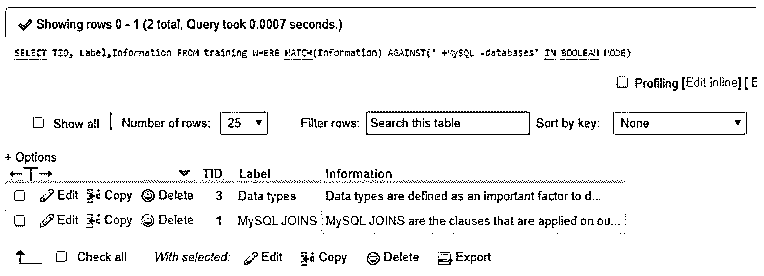 Showing rows 0 - 1 (2 total, Query took 0.0007 seconds.)
SELECT TID, Label,Information FROM training WHERE MATCH(Information) AGAINST(' +MySQL -databases' IN BOOLEAN MODE)
Profiling [Edit inline] [ E
Show all Number of rows: 25 Filter rows: Search this table Sort by key: None
+ Options
←T→ TID Label Information
Edit Copy Delete 3 Data types Data types are defined as an important factor to d...
Edit Copy Delete 1 MySQL JOINS MySQL JOINS are the clauses that are applied on ou...
Check all With selected: Edit Copy Delete Export